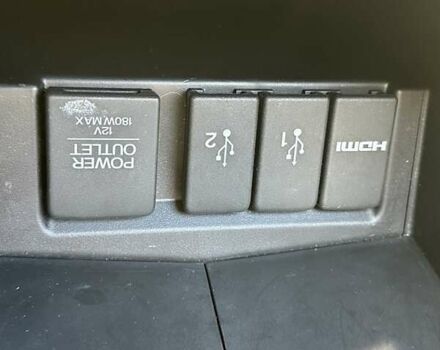 HDMI
1
2
POWER
OUTLET
12V
180W MAX